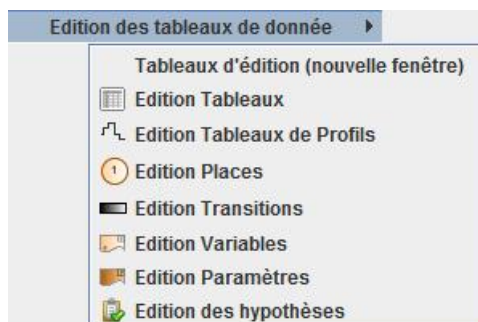 Edition des tableaux de donnée
Tableaux d'édition (nouvelle fenêtre)
Edition Tableaux
Edition Tableaux de Profils
1 Edition Places
Edition Transitions
Edition Variables
Edition Paramètres
Edition des hypothèses